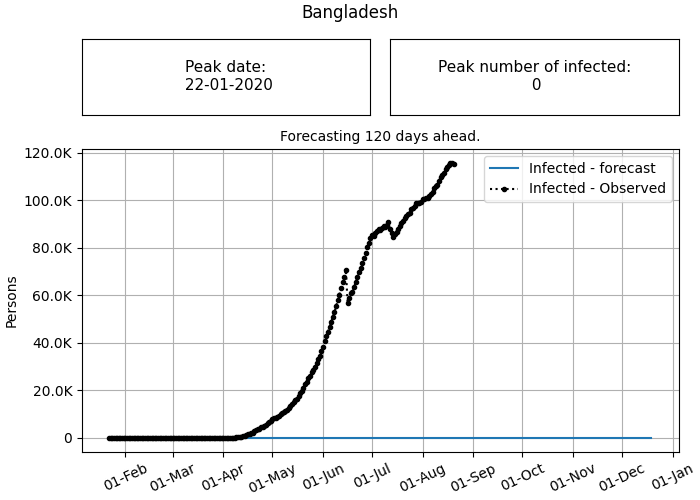 Bangladesh
Peak date:
22-01-2020
Peak number of infected:
0
Forecasting 120 days ahead.
Infected - forecast
Infected - Observed
Persons
120.0K
100.0K
80.0K
60.0K
40.0K
20.0K
0
01-Feb
01-Mar
01-Apr
01-May
01-Jun
01-Jul
01-Aug
01-Sep
01-Oct
01-Nov
01-Dec
01-Jan